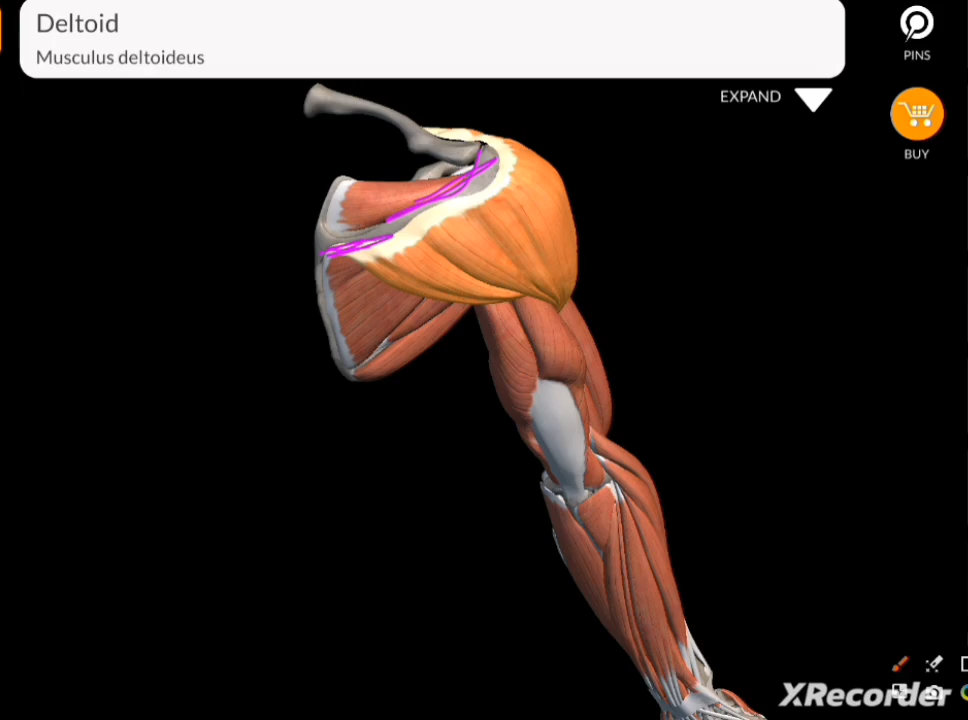 Deltoid
Musculus deltoideus
PINS
EXPAND
BUY
XRecorder